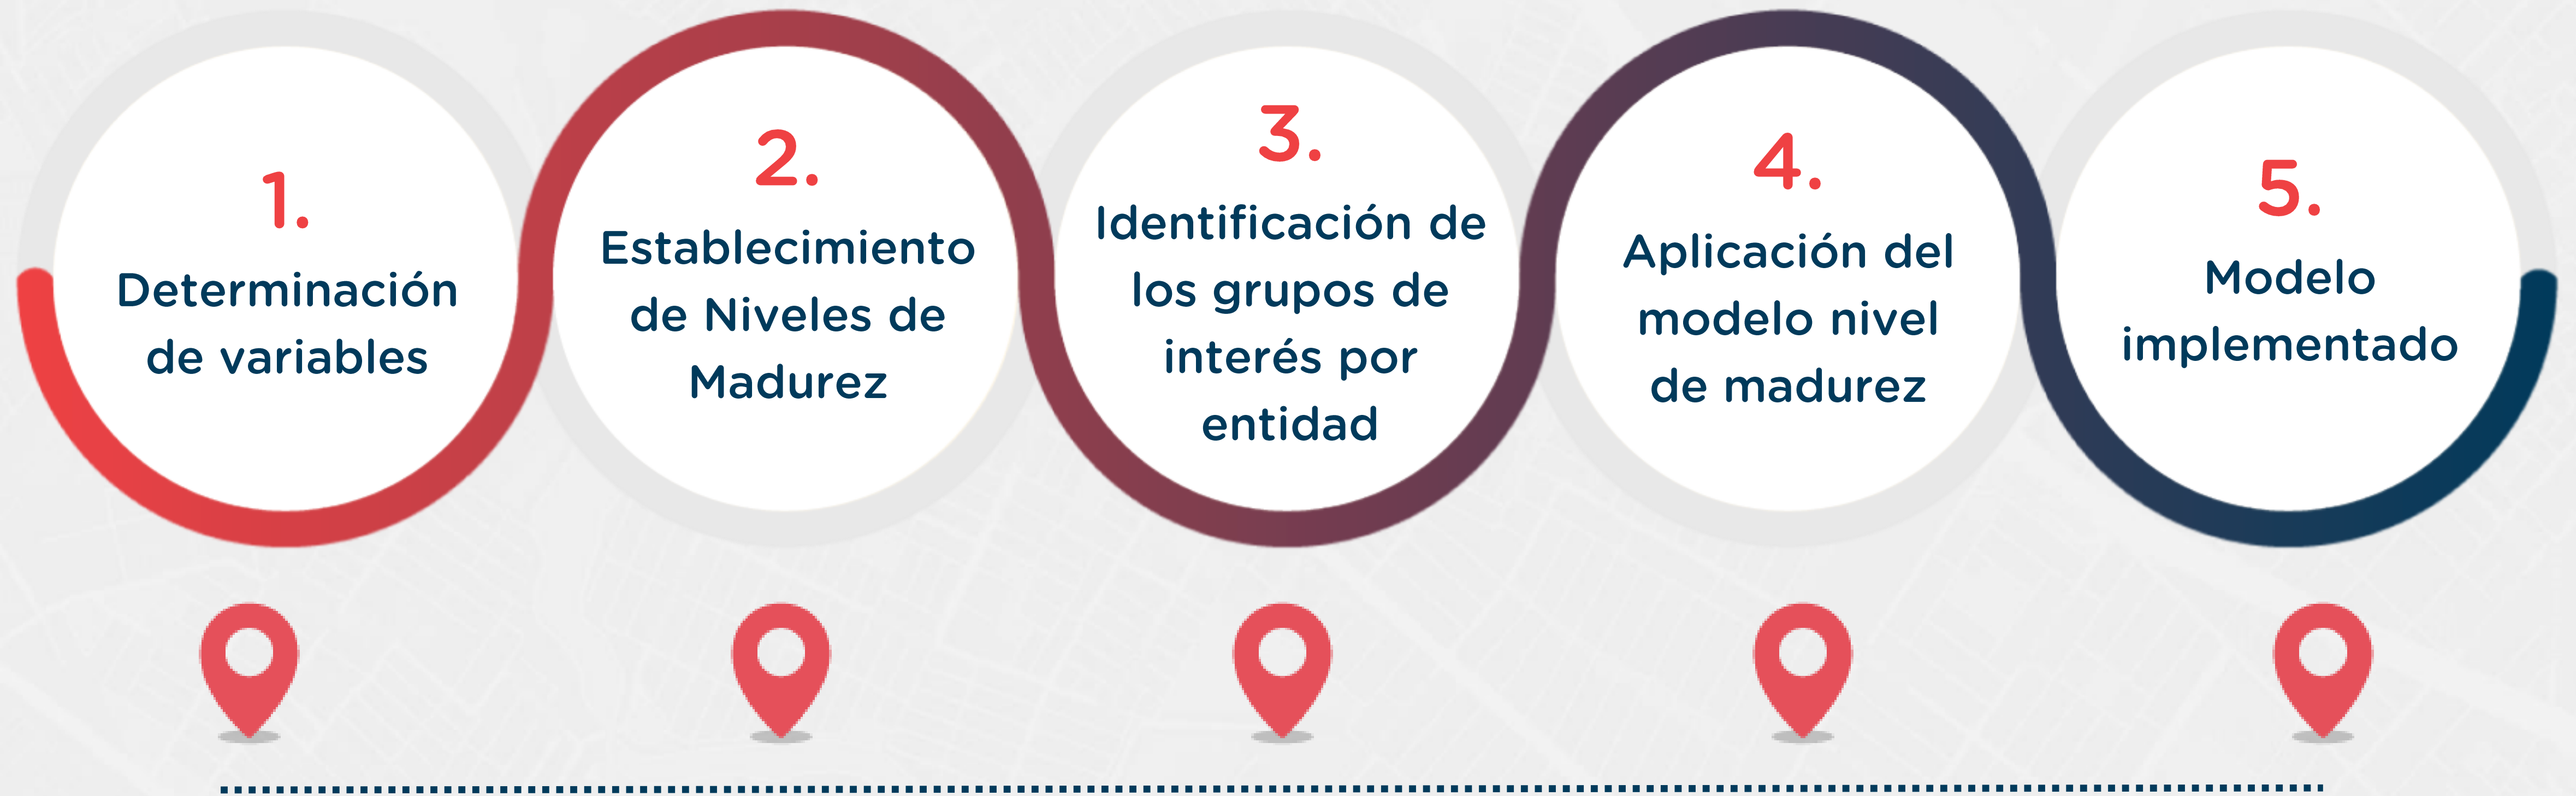 1.
Determinación
de variables
2.
Establecimiento
de Niveles de
Madurez
3.
Identificación de
los grupos de
interés por
entidad
4.
Aplicación del
modelo nivel
de madurez
5.
Modelo
implementado